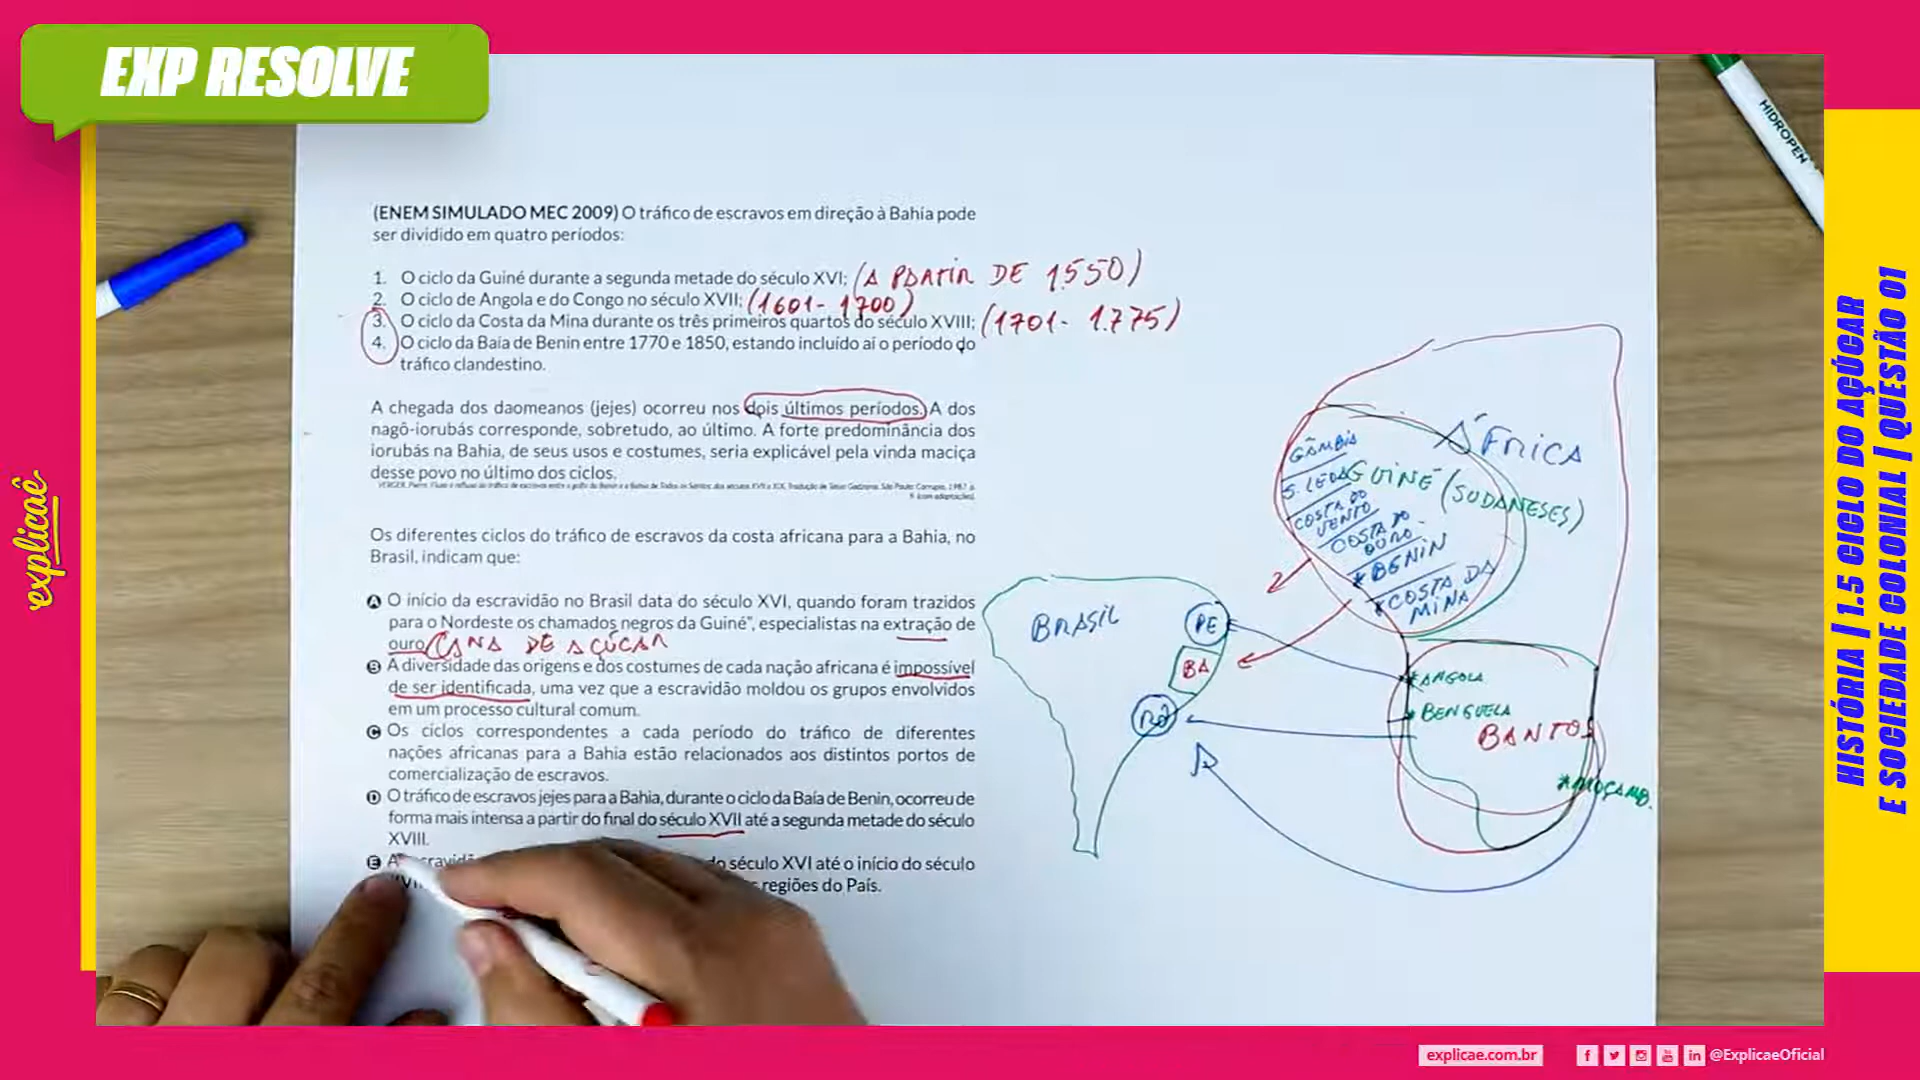 EXP RESOLVE
HIDROPEN
(ENEM SIMULADO MEC 2009) O tráfico de escravos em direção à Bahia pode
ser dividido em quatro períodos:
1. O ciclo da Guiné durante a segunda metade do século XVI; (A PARTIR DE 1550)
2. O ciclo de Angola e do Congo no século XVII; (1601- 1700)
3. O ciclo da Costa da Mina durante os três primeiros quartos do século XVIII; (1701- 1.775)
4. O ciclo da Baía de Benin entre 1770 e 1850, estando incluído aí o período do
tráfico clandestino.
A chegada dos daomeanos (jejes) ocorreu nos dois últimos períodos. A dos
nagô-iorubás corresponde, sobretudo, ao último. A forte predominância dos
iorubás na Bahia, de seus usos e costumes, seria explicável pela vinda maciça
desse povo no último dos ciclos.
Os diferentes ciclos do tráfico de escravos da costa africana para a Bahia, no
Brasil, indicam que:
A O início da escravidão no Brasil data do século XVI, quando foram trazidos
para o Nordeste os chamados negros da Guiné", especialistas na extração de
ouro. CANA DE AÇÚCAR
B A diversidade das origens e dos costumes de cada nação africana é impossível
de ser identificada, uma vez que a escravidão moldou os grupos envolvidos
em um processo cultural comum.
C Os ciclos correspondentes a cada período do tráfico de diferentes
nações africanas para a Bahia estão relacionados aos distintos portos de
comercialização de escravos.
D O tráfico de escravos jejes para a Bahia, durante o ciclo da Baía de Benin, ocorreu de
forma mais intensa a partir do final do século XVII até a segunda metade do século
XVIII.
E A do século XVI até o início do século
regiões do País.
ÁFRICA
GÂMBIA
S. LEOA
GUINÉ (SUDANESES)
COSTA DO
VENTO
COSTA DO
OURO
* BENIN
* COSTA DA
MINA
BRASIL
PE
BA
RJ
* ANGOLA
* BENGUELA
BANTOS
* MOÇAMB.
explicaê
HISTÓRIA | 1.5 CICLO DO AÇÚCAR
E SOCIEDADE COLONIAL | QUESTÃO 01
explicae.com.br
@ExplicaeOficial